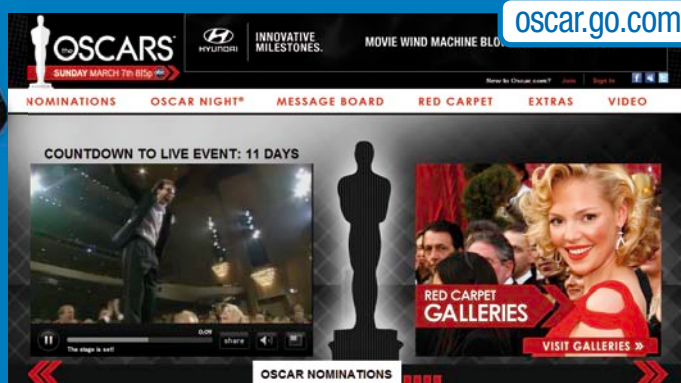 oscar.go.com
the OSCARS
HYUNDAI
INNOVATIVE
MILESTONES.
MOVIE WIND MACHINE BLO
SUNDAY MARCH 7th 8|5p abc
New to Oscar.com? Join Sign In
NOMINATIONS OSCAR NIGHT® MESSAGE BOARD RED CARPET EXTRAS VIDEO
COUNTDOWN TO LIVE EVENT: 11 DAYS
RED CARPET
GALLERIES
VISIT GALLERIES »
0:09
share
The stage is set!
OSCAR NOMINATIONS